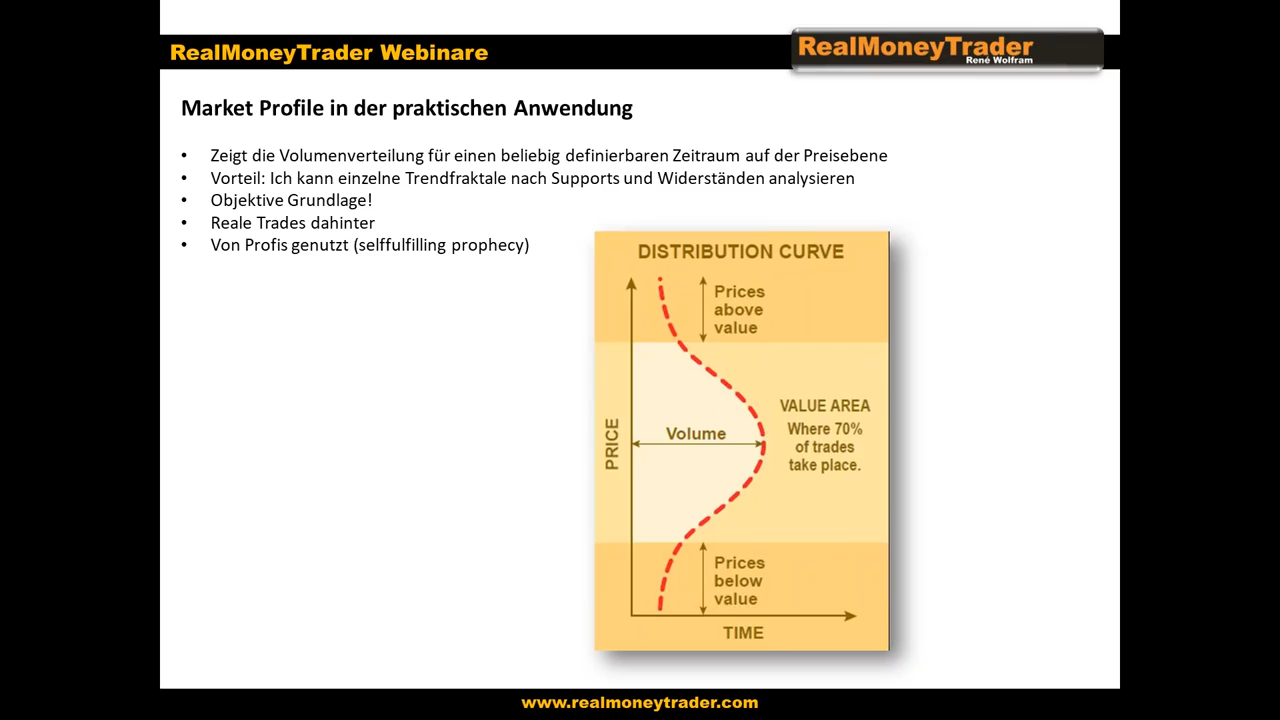 RealMoneyTrader Webinare
RealMoneyTrader
René Wolfram
Market Profile in der praktischen Anwendung
• Zeigt die Volumenverteilung für einen beliebig definierbaren Zeitraum auf der Preisebene
• Vorteil: Ich kann einzelne Trendfraktale nach Supports und Widerständen analysieren
• Objektive Grundlage!
• Reale Trades dahinter
• Von Profis genutzt (selffulfilling prophecy)
DISTRIBUTION CURVE
Prices
above
value
VALUE AREA
Where 70%
of trades
take place.
Volume
PRICE
Prices
below
value
TIME
www.realmoneytrader.com